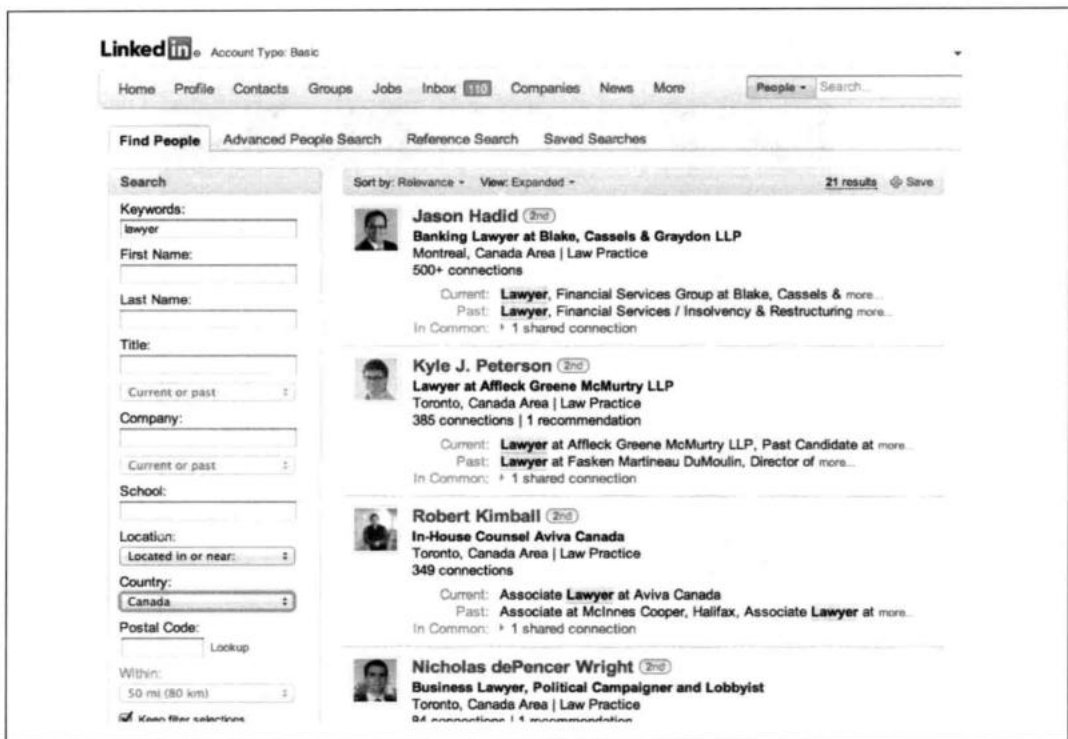 Linked in® Account Type: Basic
Home Profile Contacts Groups Jobs Inbox 110 Companies News More People Search...
Find People Advanced People Search Reference Search Saved Searches
Search
Keywords:
lawyer
First Name:
Last Name:
Title:
Current or past
Company:
Current or past
School:
Location:
Located in or near:
Country:
Canada
Postal Code:
Lookup
Within:
50 mi (80 km)
Keep filter selections
Sort by: Relevance View: Expanded 21 results Save
Jason Hadid 2nd
Banking Lawyer at Blake, Cassels & Graydon LLP
Montreal, Canada Area | Law Practice
500+ connections
Current: Lawyer, Financial Services Group at Blake, Cassels & more...
Past: Lawyer, Financial Services / Insolvency & Restructuring more...
In Common: 1 shared connection
Kyle J. Peterson 2nd
Lawyer at Affleck Greene McMurtry LLP
Toronto, Canada Area | Law Practice
385 connections | 1 recommendation
Current: Lawyer at Affleck Greene McMurtry LLP, Past Candidate at more...
Past: Lawyer at Fasken Martineau DuMoulin, Director of more...
In Common: 1 shared connection
Robert Kimball 2nd
In-House Counsel Aviva Canada
Toronto, Canada Area | Law Practice
349 connections
Current: Associate Lawyer at Aviva Canada
Past: Associate at McInnes Cooper, Halifax, Associate Lawyer at more...
In Common: 1 shared connection
Nicholas dePencer Wright 2nd
Business Lawyer, Political Campaigner and Lobbyist
Toronto, Canada Area | Law Practice
94 connections | 1 recommendation